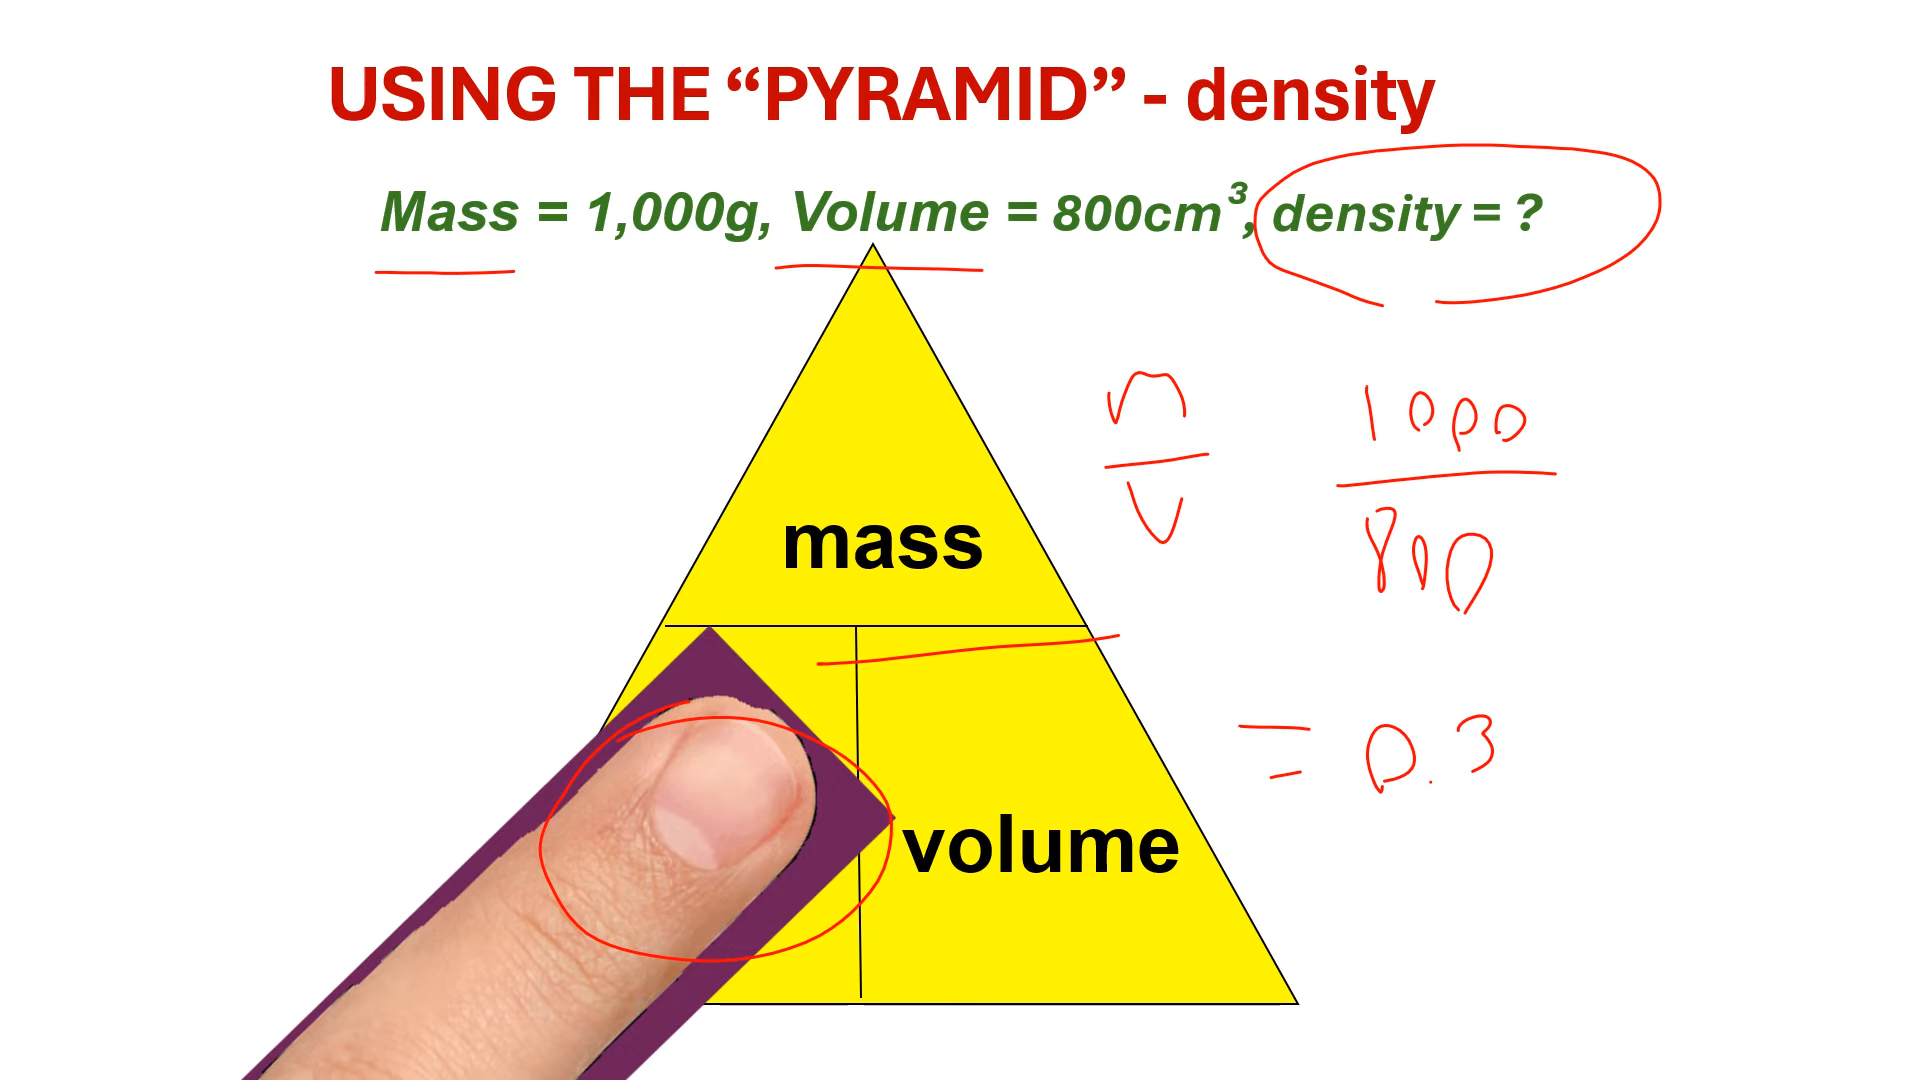 USING THE “PYRAMID” - density
Mass = 1,000g, Volume = 800cm³, density = ?
m
v
1000
800
mass
= 0.3
volume